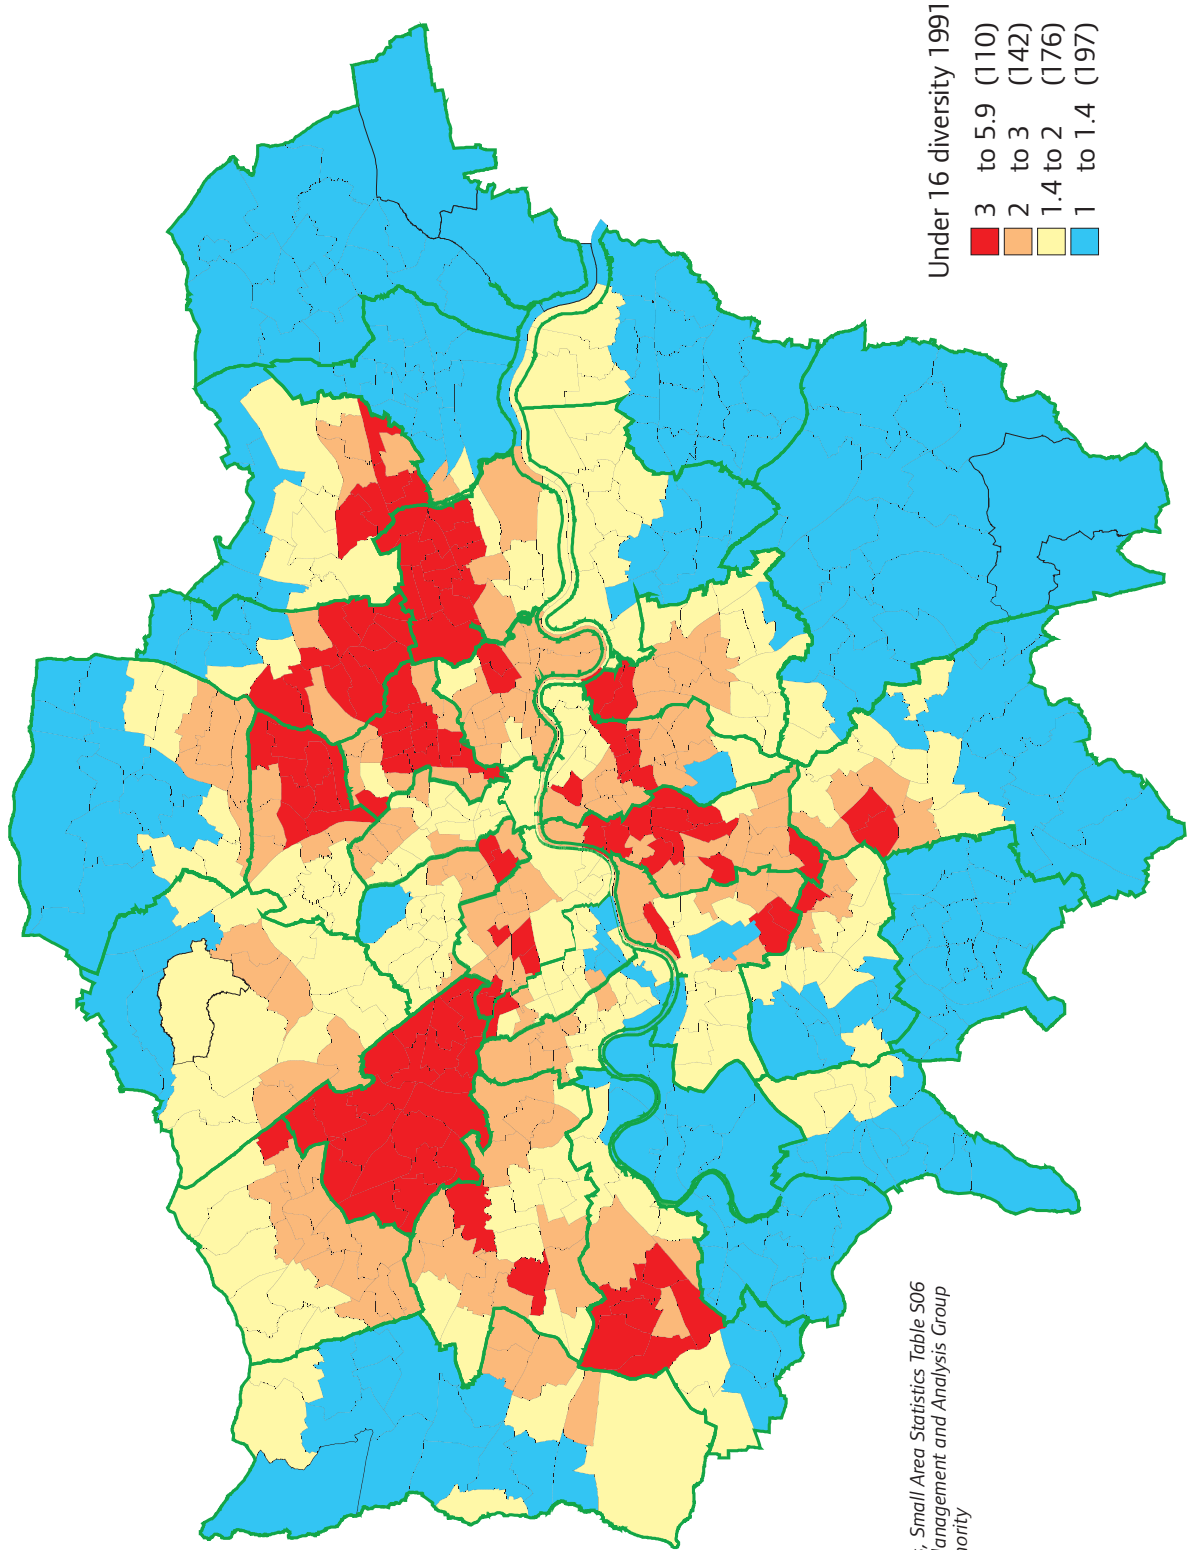 Under 16 diversity 1991
3 to 5.9 (110)
2 to 3 (142)
1.4 to 2 (176)
1 to 1.4 (197)
, Small Area Statistics Table S06
anagement and Analysis Group